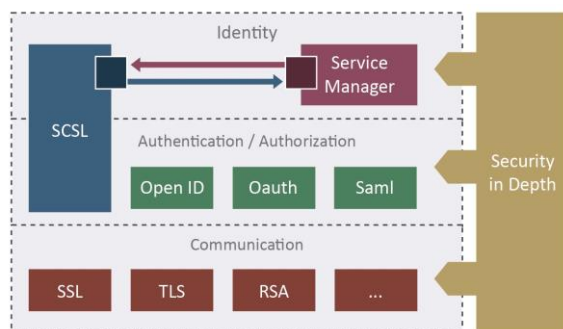 Identity
Service
Manager
SCSL
Authentication / Authorization
Open ID
Oauth
Saml
Security
in Depth
Communication
SSL
TLS
RSA
...